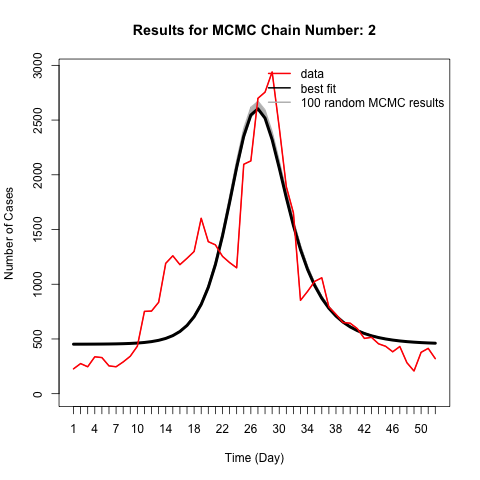 Results for MCMC Chain Number: 2
data
best fit
100 random MCMC results
Number of Cases
3000
2500
2000
1500
1000
500
0
1 4 7 10 14 18 22 26 30 34 38 42 46 50
Time (Day)